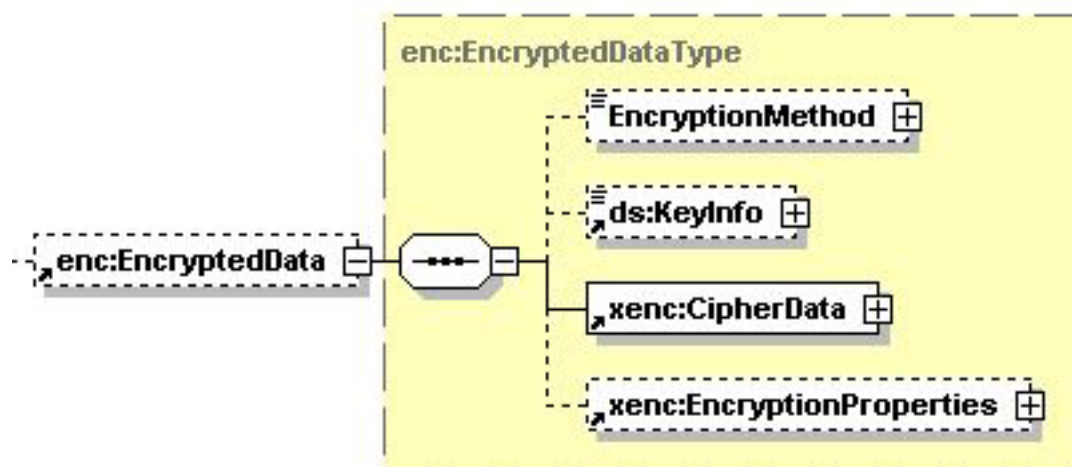 enc:EncryptedDataType
EncryptionMethod
ds:KeyInfo
enc:EncryptedData
xenc:CipherData
xenc:EncryptionProperties